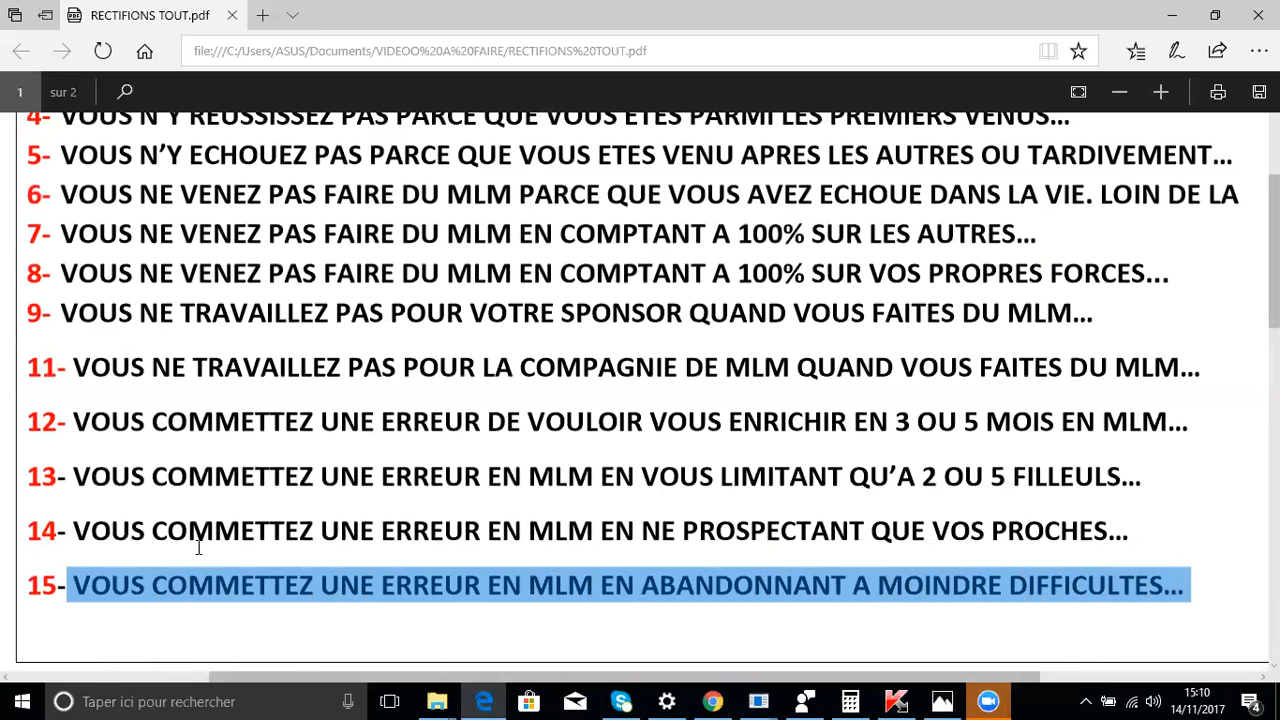 RECTIFIONS TOUT.pdf
file:///C:/Users/ASUS/Documents/VIDEOO%20A%20FAIRE/RECTIFIONS%20TOUT.pdf
1 sur 2
4- VOUS N'Y REUSSISSEZ PAS PARCE QUE VOUS ETES PARMI LES PREMIERS VENUS...
5- VOUS N'Y ECHOUEZ PAS PARCE QUE VOUS ETES VENU APRES LES AUTRES OU TARDIVEMENT...
6- VOUS NE VENEZ PAS FAIRE DU MLM PARCE QUE VOUS AVEZ ECHOUE DANS LA VIE. LOIN DE LA
7- VOUS NE VENEZ PAS FAIRE DU MLM EN COMPTANT A 100% SUR LES AUTRES...
8- VOUS NE VENEZ PAS FAIRE DU MLM EN COMPTANT A 100% SUR VOS PROPRES FORCES...
9- VOUS NE TRAVAILLEZ PAS POUR VOTRE SPONSOR QUAND VOUS FAITES DU MLM...
11- VOUS NE TRAVAILLEZ PAS POUR LA COMPAGNIE DE MLM QUAND VOUS FAITES DU MLM...
12- VOUS COMMETTEZ UNE ERREUR DE VOULOIR VOUS ENRICHIR EN 3 OU 5 MOIS EN MLM...
13- VOUS COMMETTEZ UNE ERREUR EN MLM EN VOUS LIMITANT QU'A 2 OU 5 FILLEULS...
14- VOUS COMMETTEZ UNE ERREUR EN MLM EN NE PROSPECTANT QUE VOS PROCHES...
15- VOUS COMMETTEZ UNE ERREUR EN MLM EN ABANDONNANT A MOINDRE DIFFICULTES...
Taper ici pour rechercher
15:10
14/11/2017
4